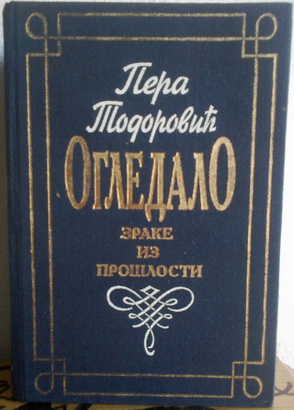 Пера
Тодоровић
ОГЛЕДАЛО
ЗРАКЕ
ИЗ
ПРОШЛОСТИ